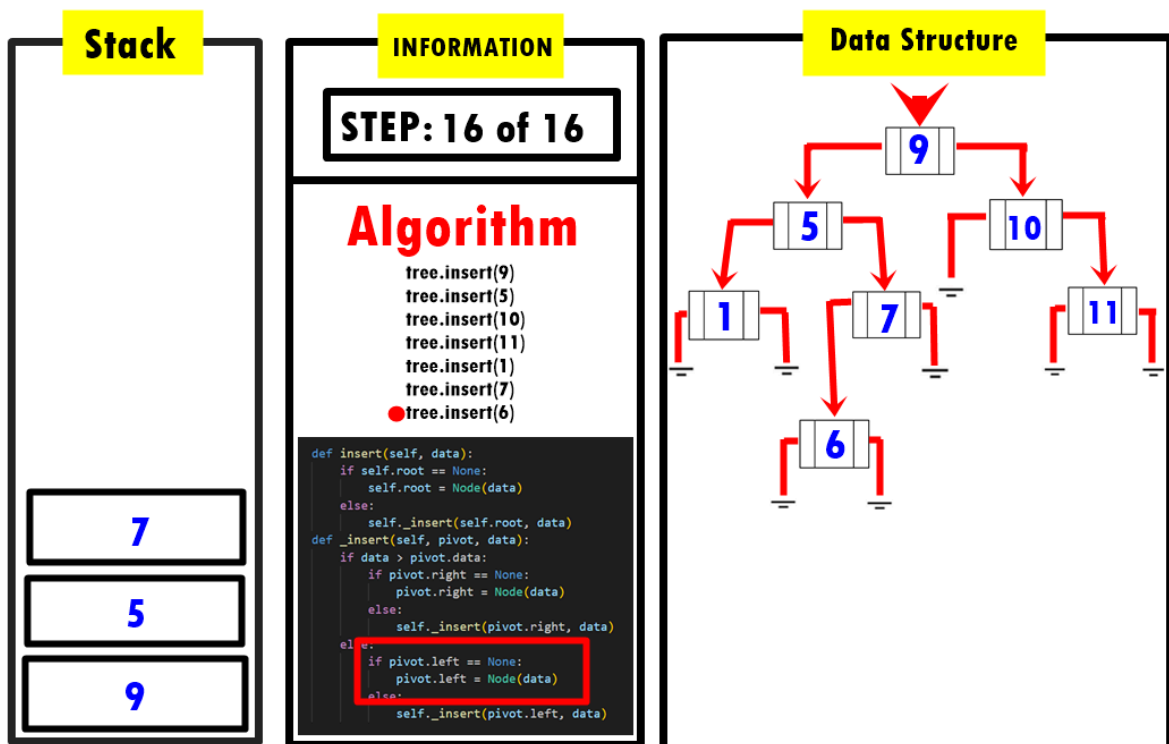 Stack
7
5
9
INFORMATION
STEP: 16 of 16
Algorithm
tree.insert(9)
tree.insert(5)
tree.insert(10)
tree.insert(11)
tree.insert(1)
tree.insert(7)
tree.insert(6)
def insert(self, data):
    if self.root == None:
        self.root = Node(data)
    else:
        self._insert(self.root, data)
def _insert(self, pivot, data):
    if data > pivot.data:
        if pivot.right == None:
            pivot.right = Node(data)
        else:
            self._insert(pivot.right, data)
    else:
        if pivot.left == None:
            pivot.left = Node(data)
        else:
            self._insert(pivot.left, data)
Data Structure
9
5
10
1
7
11
6